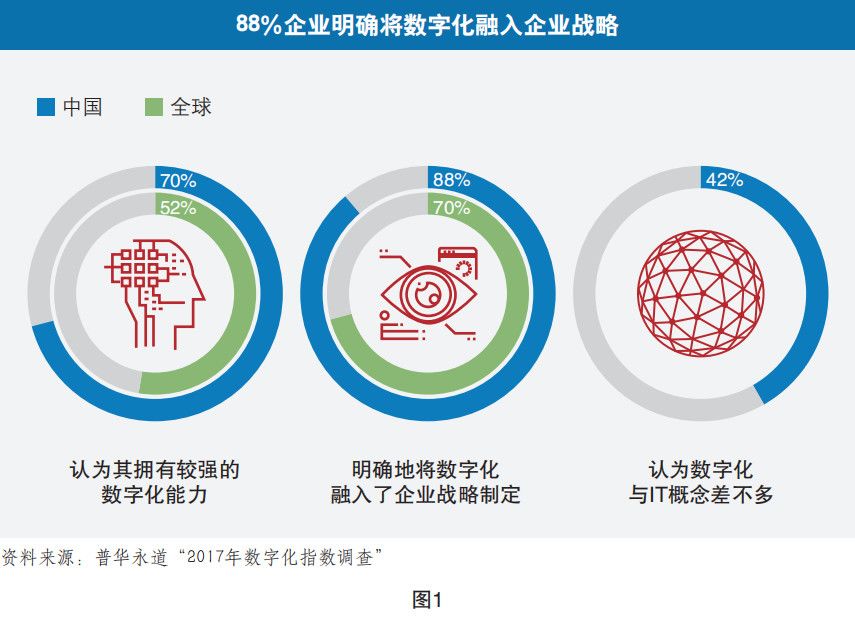 88%企业明确将数字化融入企业战略
中国
全球
70%
52%
88%
70%
42%
认为其拥有较强的
数字化能力
明确地将数字化
融入了企业战略制定
认为数字化
与IT概念差不多
资料来源：普华永道“2017年数字化指数调查”
图1